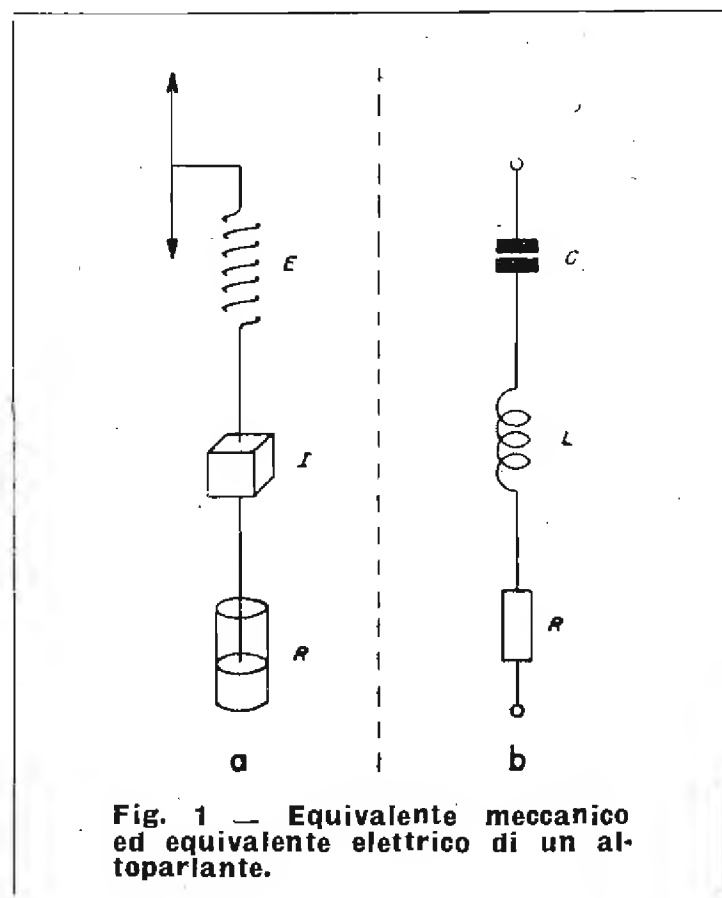 E
C
I
L
R
R
a
b
Fig. 1 — Equivalente meccanico
ed equivalente elettrico di un al-
toparlante.